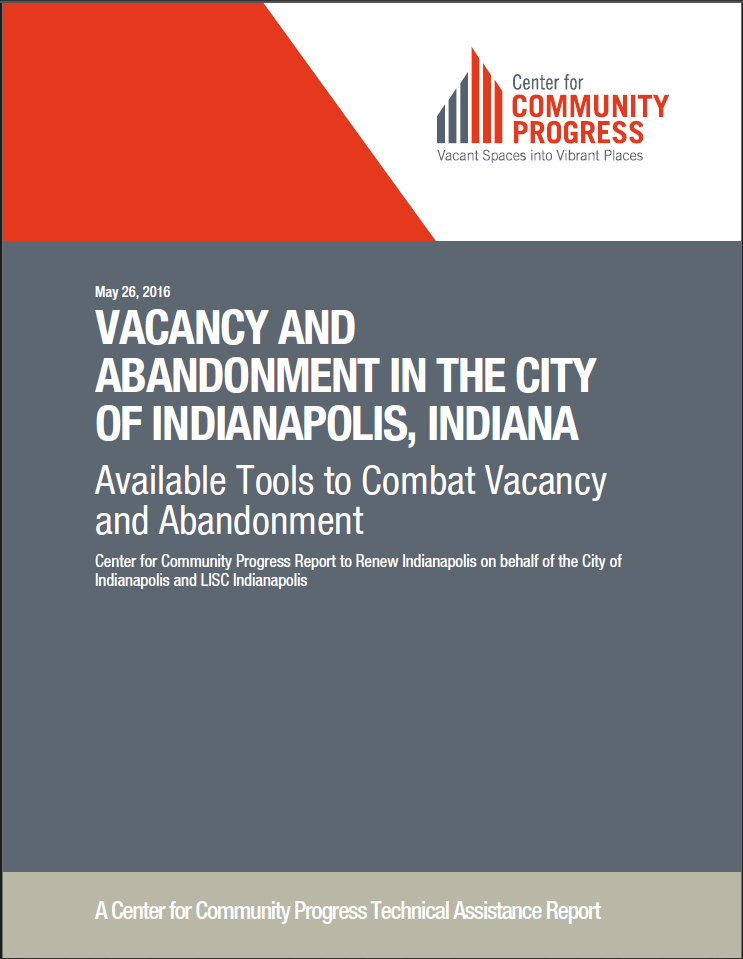 Center for
COMMUNITY
PROGRESS
Vacant Spaces into Vibrant Places
May 26, 2016
VACANCY AND
ABANDONMENT IN THE CITY
OF INDIANAPOLIS, INDIANA
Available Tools to Combat Vacancy
and Abandonment
Center for Community Progress Report to Renew Indianapolis on behalf of the City of
Indianapolis and LISC Indianapolis
A Center for Community Progress Technical Assistance Report